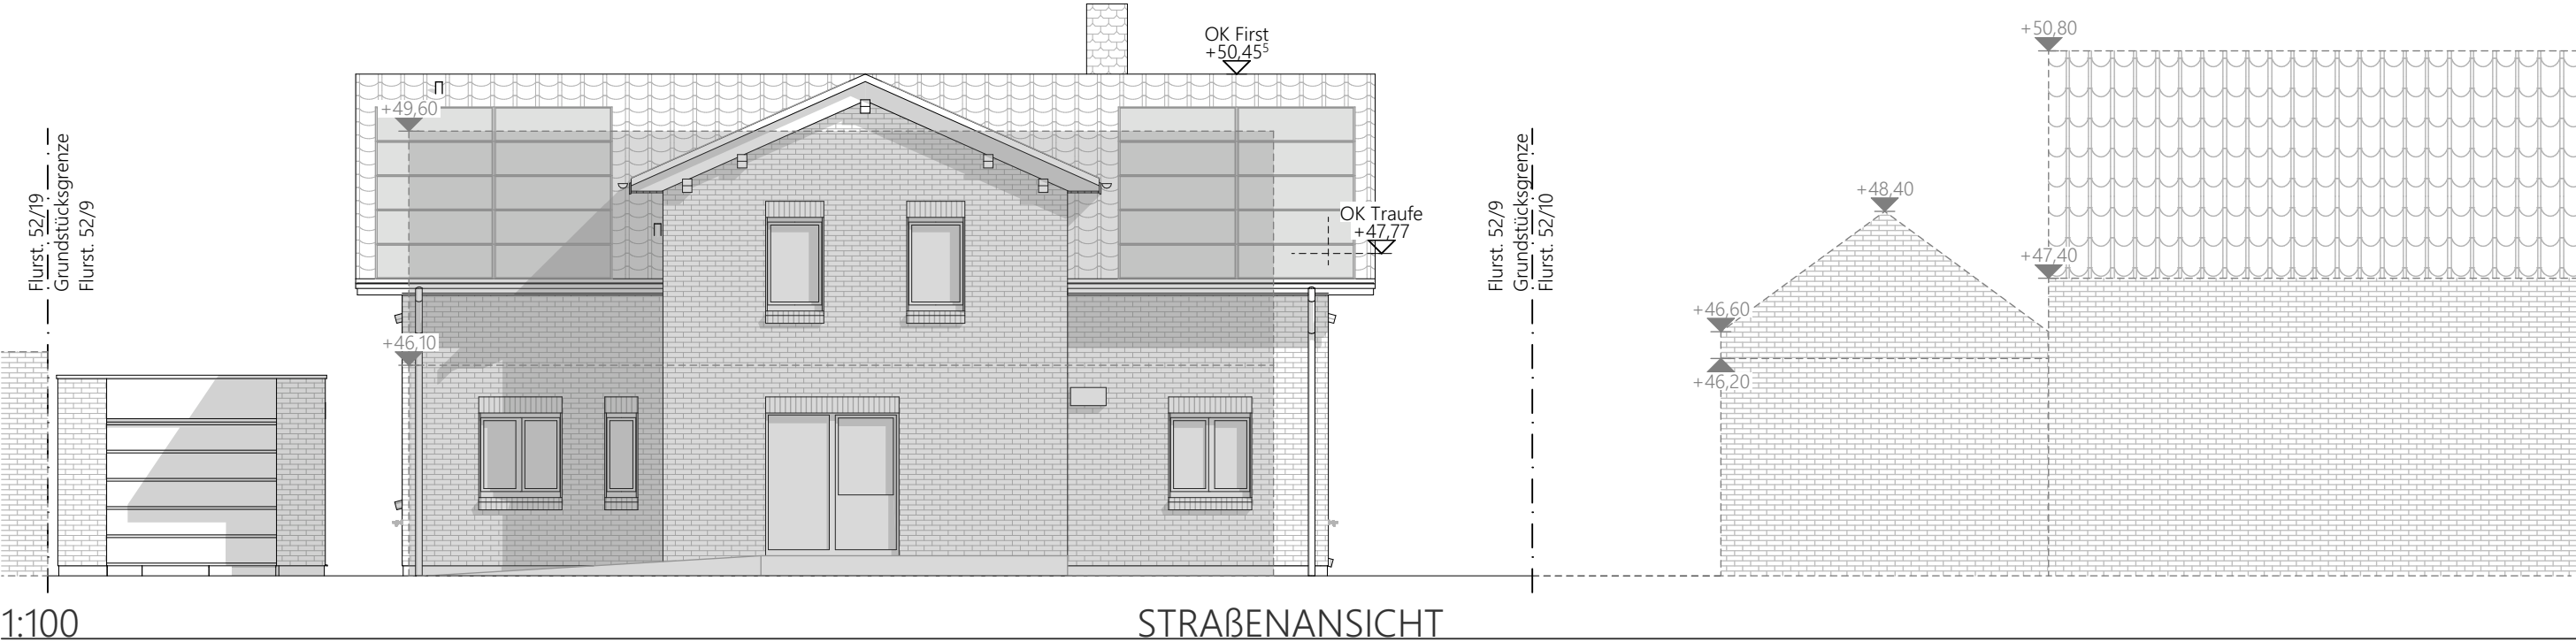 OK First
+50,45⁵
+50,80
+49,60
Flurst. 52/19
Grundstücksgrenze
Flurst. 52/9
Flurst. 52/9
Grundstücksgrenze
Flurst. 52/10
+48,40
OK Traufe
+47,77
+47,40
+46,60
+46,10
+46,20
1:100
STRAßENANSICHT